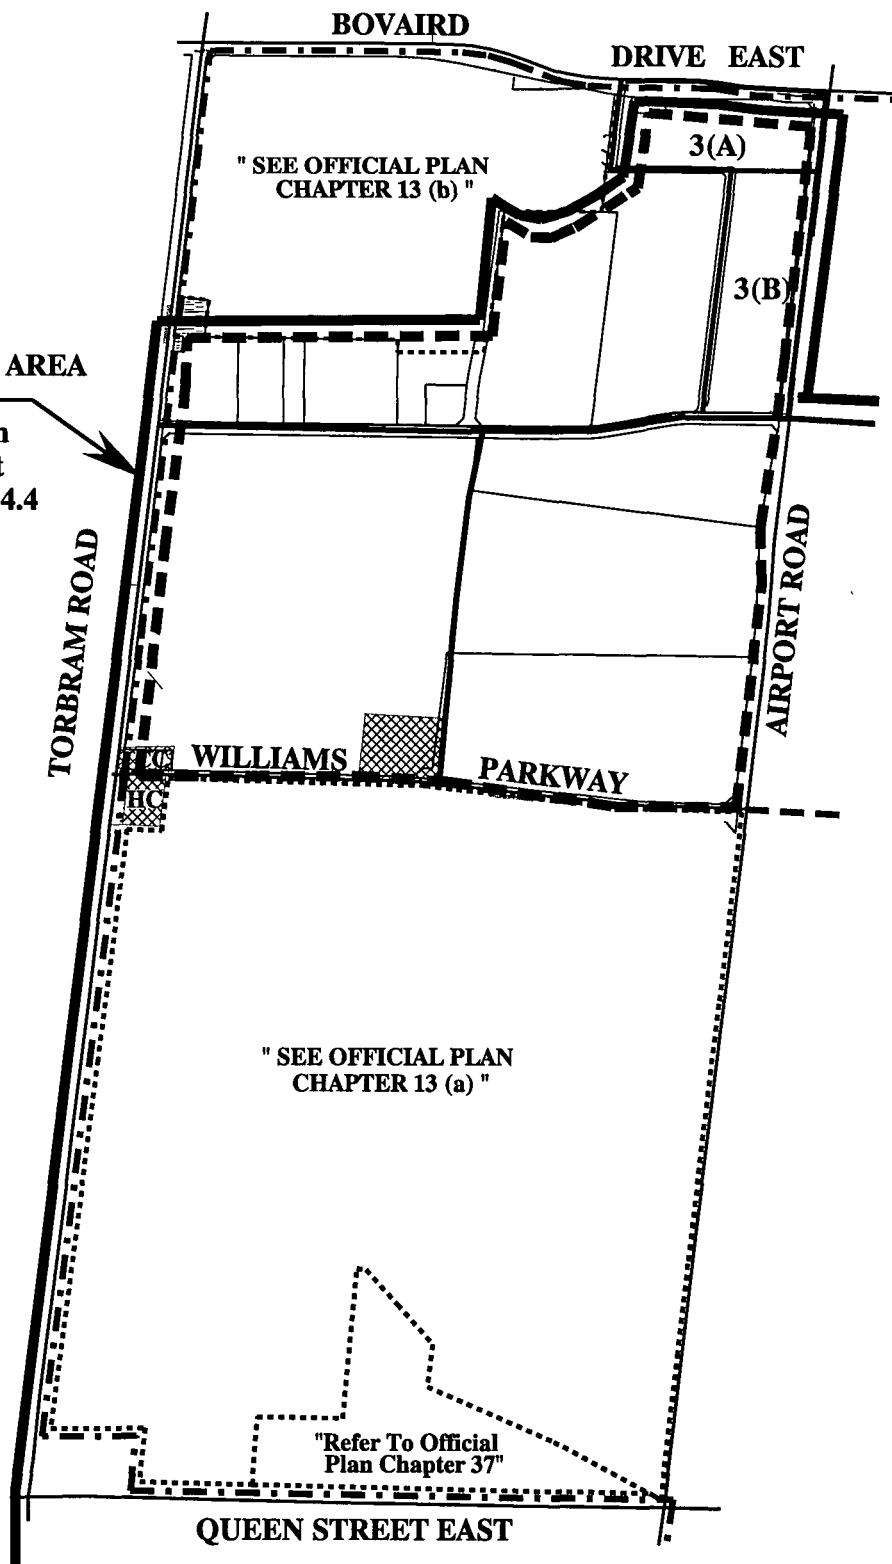 BOVAIRD
DRIVE EAST
3(A)
" SEE OFFICIAL PLAN
CHAPTER 13 (b) "
3(B)
AREA
4.4
TORBRAM ROAD
AIRPORT ROAD
WILLIAMS
PARKWAY
HC
" SEE OFFICIAL PLAN
CHAPTER 13 (a) "
"Refer To Official
Plan Chapter 37"
QUEEN STREET EAST